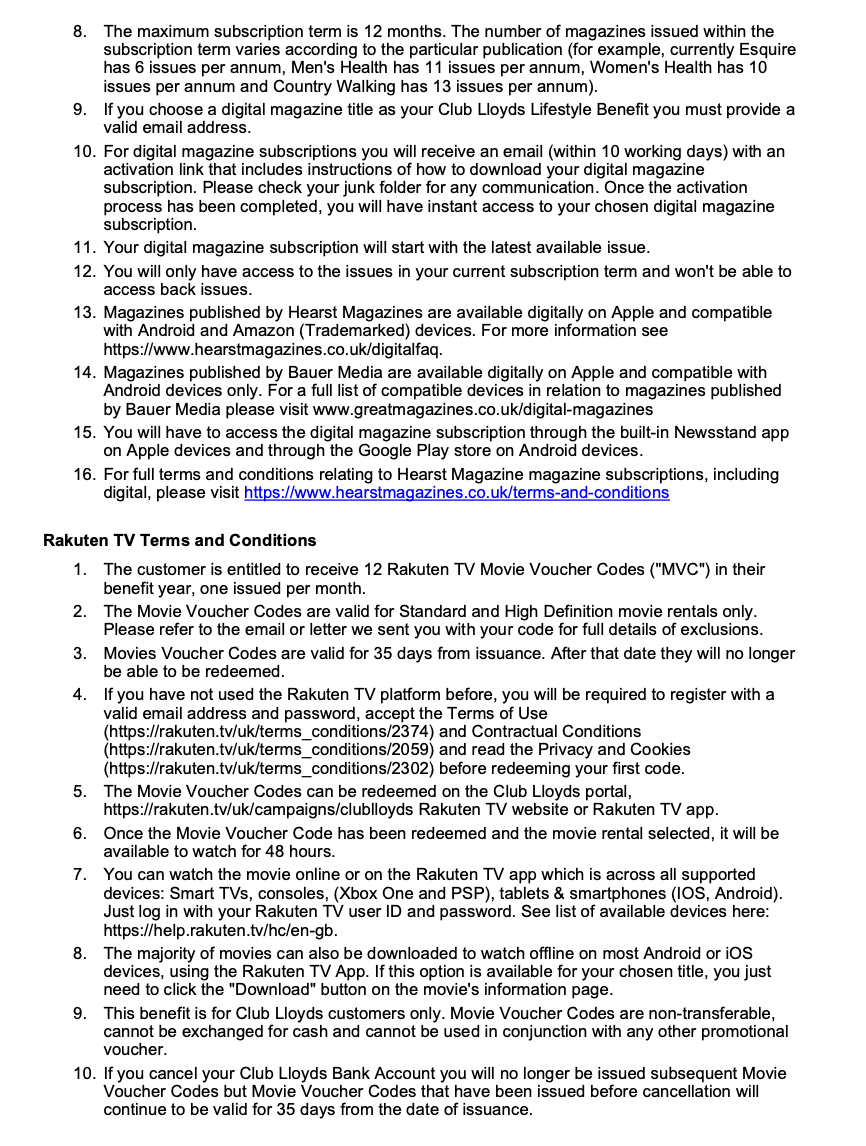 8. The maximum subscription term is 12 months. The number of magazines issued within the
subscription term varies according to the particular publication (for example, currently Esquire
has 6 issues per annum, Men's Health has 11 issues per annum, Women's Health has 10
issues per annum and Country Walking has 13 issues per annum).
9. If you choose a digital magazine title as your Club Lloyds Lifestyle Benefit you must provide a
valid email address.
10. For digital magazine subscriptions you will receive an email (within 10 working days) with an
activation link that includes instructions of how to download your digital magazine
subscription. Please check your junk folder for any communication. Once the activation
process has been completed, you will have instant access to your chosen digital magazine
subscription.
11. Your digital magazine subscription will start with the latest available issue.
12. You will only have access to the issues in your current subscription term and won't be able to
access back issues.
13. Magazines published by Hearst Magazines are available digitally on Apple and compatible
with Android and Amazon (Trademarked) devices. For more information see
https://www.hearstmagazines.co.uk/digitalfaq.
14. Magazines published by Bauer Media are available digitally on Apple and compatible with
Android devices only. For a full list of compatible devices in relation to magazines published
by Bauer Media please visit www.greatmagazines.co.uk/digital-magazines
15. You will have to access the digital magazine subscription through the built-in Newsstand app
on Apple devices and through the Google Play store on Android devices.
16. For full terms and conditions relating to Hearst Magazine magazine subscriptions, including
digital, please visit https://www.hearstmagazines.co.uk/terms-and-conditions
Rakuten TV Terms and Conditions
1. The customer is entitled to receive 12 Rakuten TV Movie Voucher Codes ("MVC") in their
benefit year, one issued per month.
2. The Movie Voucher Codes are valid for Standard and High Definition movie rentals only.
Please refer to the email or letter we sent you with your code for full details of exclusions.
3. Movies Voucher Codes are valid for 35 days from issuance. After that date they will no longer
be able to be redeemed.
4. If you have not used the Rakuten TV platform before, you will be required to register with a
valid email address and password, accept the Terms of Use
(https://rakuten.tv/uk/terms_conditions/2374) and Contractual Conditions
(https://rakuten.tv/uk/terms_conditions/2059) and read the Privacy and Cookies
(https://rakuten.tv/uk/terms_conditions/2302) before redeeming your first code.
5. The Movie Voucher Codes can be redeemed on the Club Lloyds portal,
https://rakuten.tv/uk/campaigns/clublloyds Rakuten TV website or Rakuten TV app.
6. Once the Movie Voucher Code has been redeemed and the movie rental selected, it will be
available to watch for 48 hours.
7. You can watch the movie online or on the Rakuten TV app which is across all supported
devices: Smart TVs, consoles, (Xbox One and PSP), tablets & smartphones (IOS, Android).
Just log in with your Rakuten TV user ID and password. See list of available devices here:
https://help.rakuten.tv/hc/en-gb.
8. The majority of movies can also be downloaded to watch offline on most Android or iOS
devices, using the Rakuten TV App. If this option is available for your chosen title, you just
need to click the "Download" button on the movie's information page.
9. This benefit is for Club Lloyds customers only. Movie Voucher Codes are non-transferable,
cannot be exchanged for cash and cannot be used in conjunction with any other promotional
voucher.
10. If you cancel your Club Lloyds Bank Account you will no longer be issued subsequent Movie
Voucher Codes but Movie Voucher Codes that have been issued before cancellation will
continue to be valid for 35 days from the date of issuance.